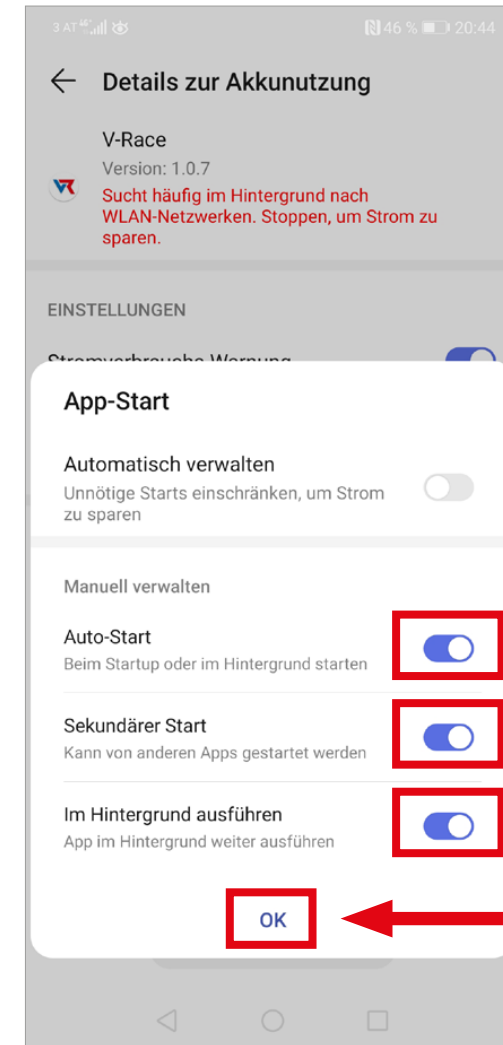 3 AT 46 % 20:44
Details zur Akkunutzung
V-Race
Version: 1.0.7
Sucht häufig im Hintergrund nach
WLAN-Netzwerken. Stoppen, um Strom zu
sparen.
EINSTELLUNGEN
App-Start
Automatisch verwalten
Unnötige Starts einschränken, um Strom
zu sparen
Manuell verwalten
Auto-Start
Beim Startup oder im Hintergrund starten
Sekundärer Start
Kann von anderen Apps gestartet werden
Im Hintergrund ausführen
App im Hintergrund weiter ausführen
OK